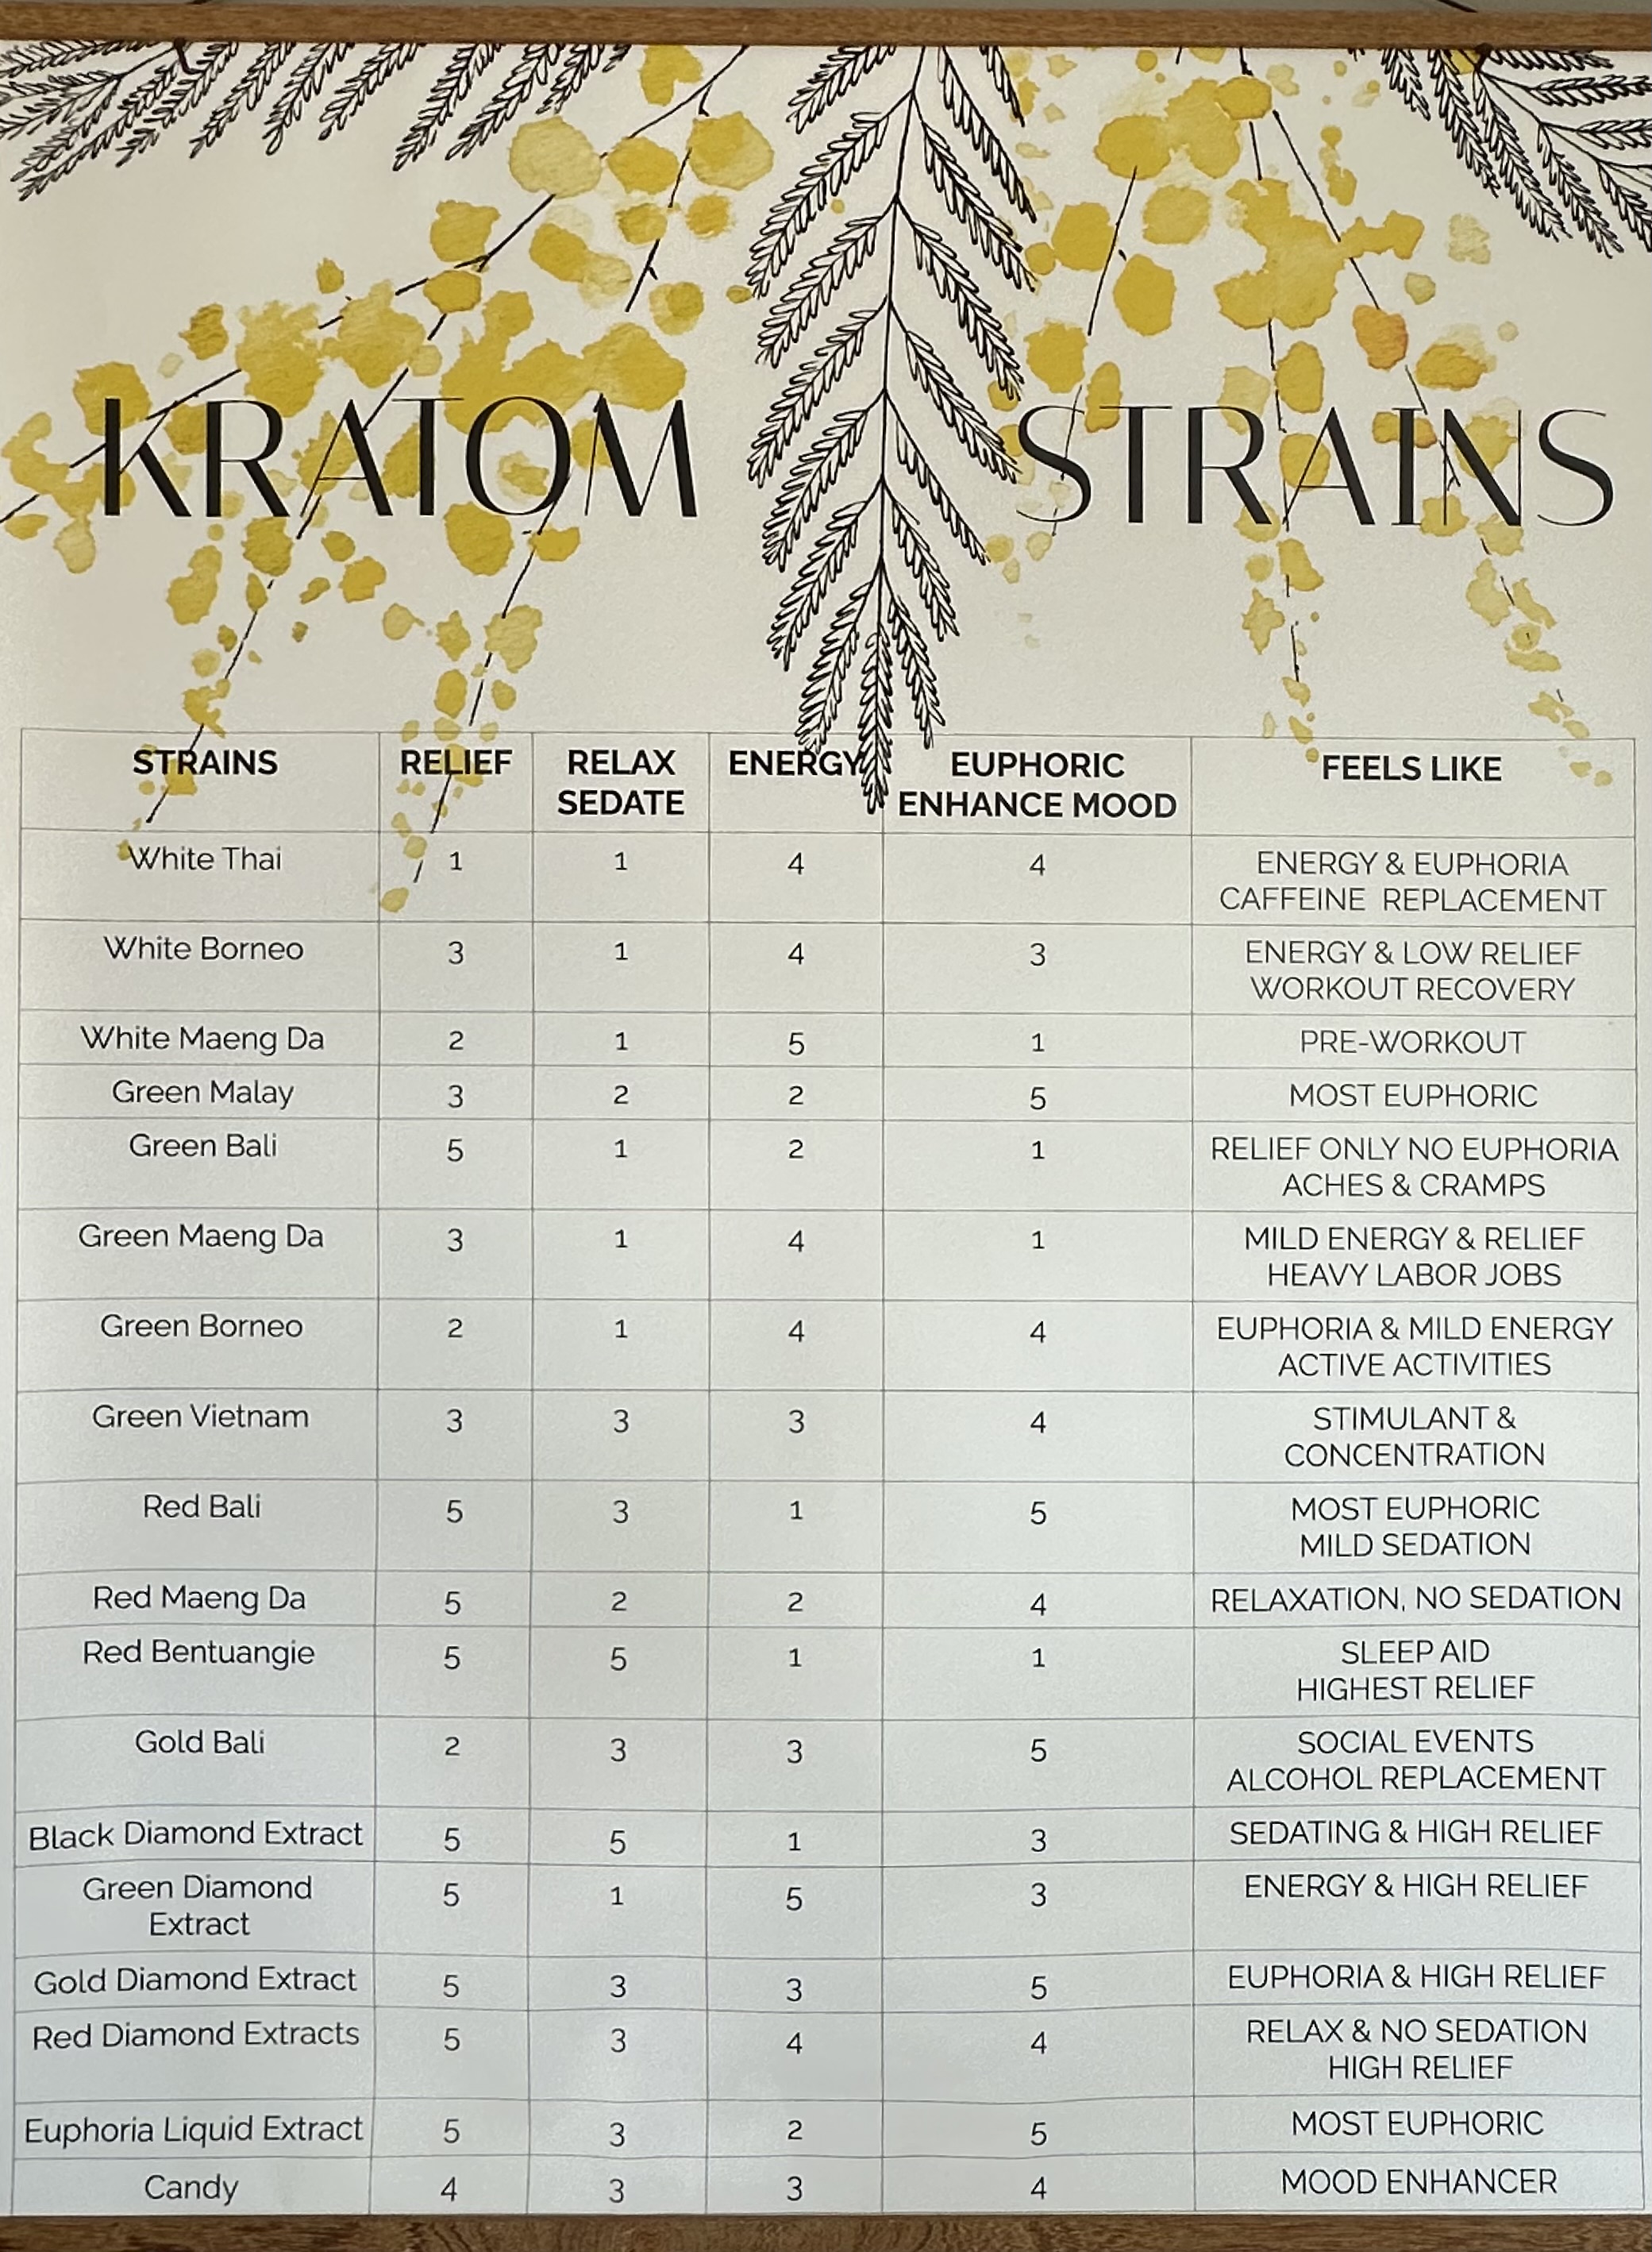 KRATOM STRAINS
STRAINS RELIEF RELAX SEDATE ENERGY EUPHORIC ENHANCE MOOD FEELS LIKE
White Thai 1 1 4 4 ENERGY & EUPHORIA
CAFFEINE REPLACEMENT
White Borneo 3 1 4 3 ENERGY & LOW RELIEF
WORKOUT RECOVERY
White Maeng Da 2 1 5 1 PRE-WORKOUT
Green Malay 3 2 2 5 MOST EUPHORIC
Green Bali 5 1 2 1 RELIEF ONLY NO EUPHORIA
ACHES & CRAMPS
Green Maeng Da 3 1 4 1 MILD ENERGY & RELIEF
HEAVY LABOR JOBS
Green Borneo 2 1 4 4 EUPHORIA & MILD ENERGY
ACTIVE ACTIVITIES
Green Vietnam 3 3 3 4 STIMULANT &
CONCENTRATION
Red Bali 5 3 1 5 MOST EUPHORIC
MILD SEDATION
Red Maeng Da 5 2 2 4 RELAXATION, NO SEDATION
Red Bentuangie 5 5 1 1 SLEEP AID
HIGHEST RELIEF
Gold Bali 2 3 3 5 SOCIAL EVENTS
ALCOHOL REPLACEMENT
Black Diamond Extract 5 5 1 3 SEDATING & HIGH RELIEF
Green Diamond Extract 5 1 5 3 ENERGY & HIGH RELIEF
Gold Diamond Extract 5 3 3 5 EUPHORIA & HIGH RELIEF
Red Diamond Extracts 5 3 4 4 RELAX & NO SEDATION
HIGH RELIEF
Euphoria Liquid Extract 5 3 2 5 MOST EUPHORIC
Candy 4 3 3 4 MOOD ENHANCER